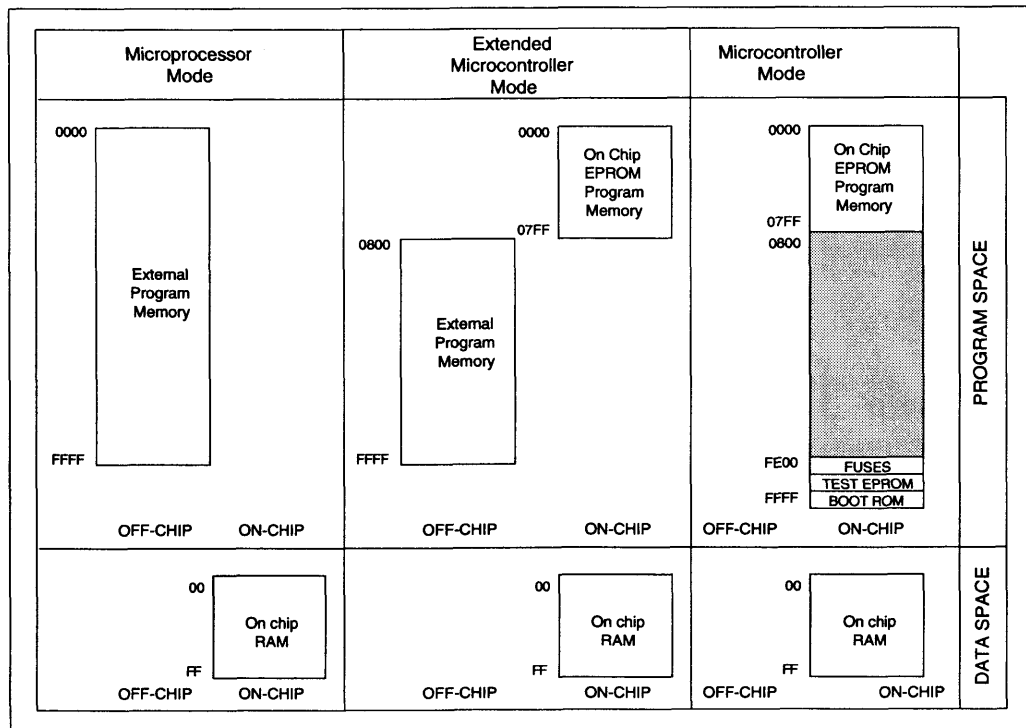 Microprocessor
Mode
Extended
Microcontroller
Mode
Microcontroller
Mode
0000
External
Program
Memory
FFFF
OFF-CHIP ON-CHIP
0000
On Chip
EPROM
Program
Memory
07FF
0800
External
Program
Memory
FFFF
OFF-CHIP ON-CHIP
0000
On Chip
EPROM
Program
Memory
07FF
0800
FE00
FUSES
TEST EPROM
FFFF
BOOT ROM
OFF-CHIP ON-CHIP
PROGRAM SPACE
00
On chip
RAM
FF
OFF-CHIP ON-CHIP
00
On chip
RAM
FF
OFF-CHIP ON-CHIP
00
On chip
RAM
FF
OFF-CHIP ON-CHIP
DATA SPACE